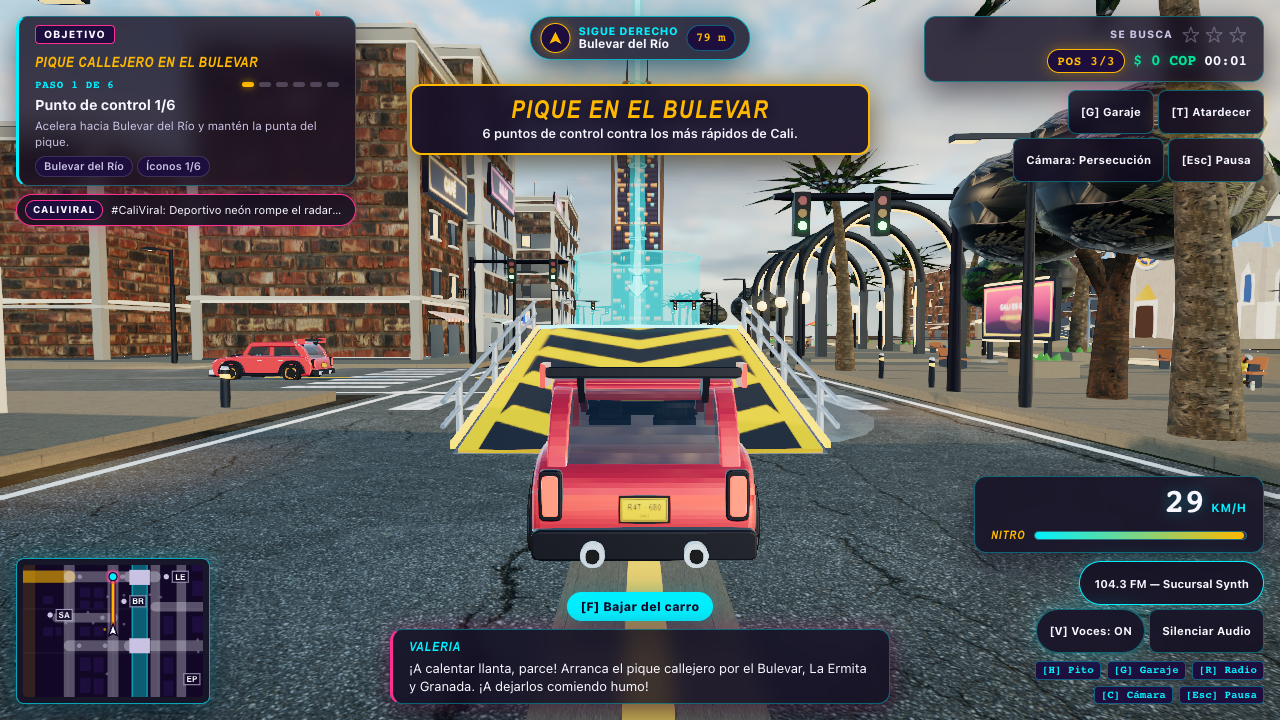 OBJETIVO
PIQUE CALLEJERO EN EL BULEVAR
PASO 1 DE 6
Punto de control 1/6
Acelera hacia Bulevar del Río y mantén la punta del
pique.
Bulevar del Río
Íconos 1/6
CALIVIRAL
#CaliViral: Deportivo neón rompe el radar...
SIGUE DERECHO
Bulevar del Río
79 m
PIQUE EN EL BULEVAR
6 puntos de control contra los más rápidos de Cali.
SE BUSCA
POS 3/3
$ 0 COP
00:01
[G] Garaje
[T] Atardecer
Cámara: Persecución
[Esc] Pausa
29 KM/H
NITRO
104.3 FM — Sucursal Synth
[V] Voces: ON
Silenciar Audio
[H] Pito
[G] Garaje
[R] Radio
[C] Cámara
[Esc] Pausa
[F] Bajar del carro
VALERIA
¡A calentar llanta, parce! Arranca el pique callejero por el Bulevar, La Ermita
y Granada. ¡A dejarlos comiendo humo!
LE
BR
SA
EP